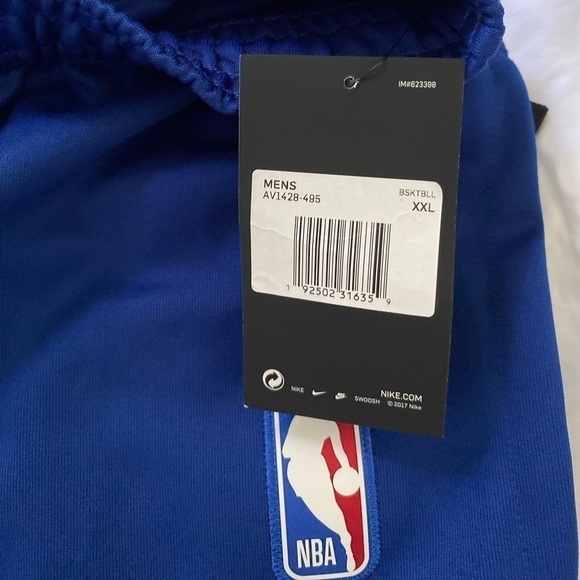 IM#623398
MENS
AV1428-495
BSKTBLL
XXL
1 92502 31635 9
NIKE
SWOOSH
NIKE.COM
© 2017 Nike
NBA